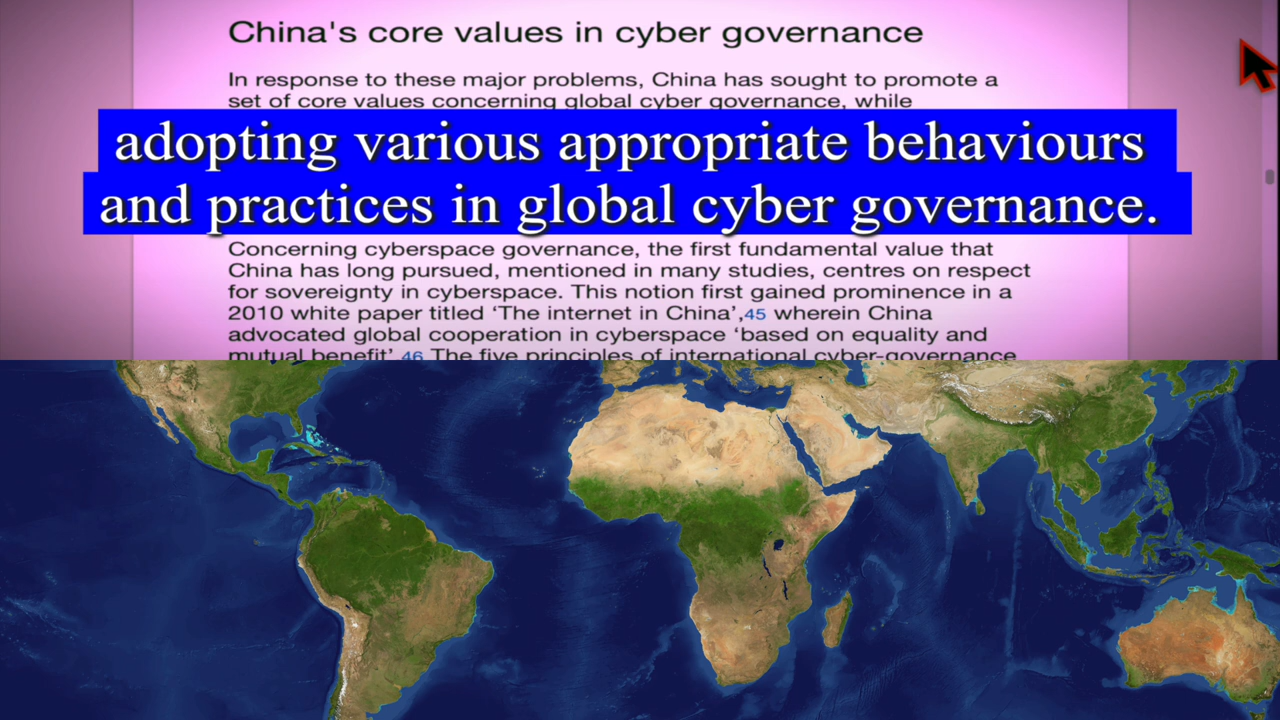 China's core values in cyber governance
In response to these major problems, China has sought to promote a
set of core values concerning global cyber governance, while
adopting various appropriate behaviours
and practices in global cyber governance.
Concerning cyberspace governance, the first fundamental value that
China has long pursued, mentioned in many studies, centres on respect
for sovereignty in cyberspace. This notion first gained prominence in a
2010 white paper titled ‘The internet in China’,45 wherein China
advocated global cooperation in cyberspace ‘based on equality and
mutual benefit’.46 The five principles of international cyber-governance